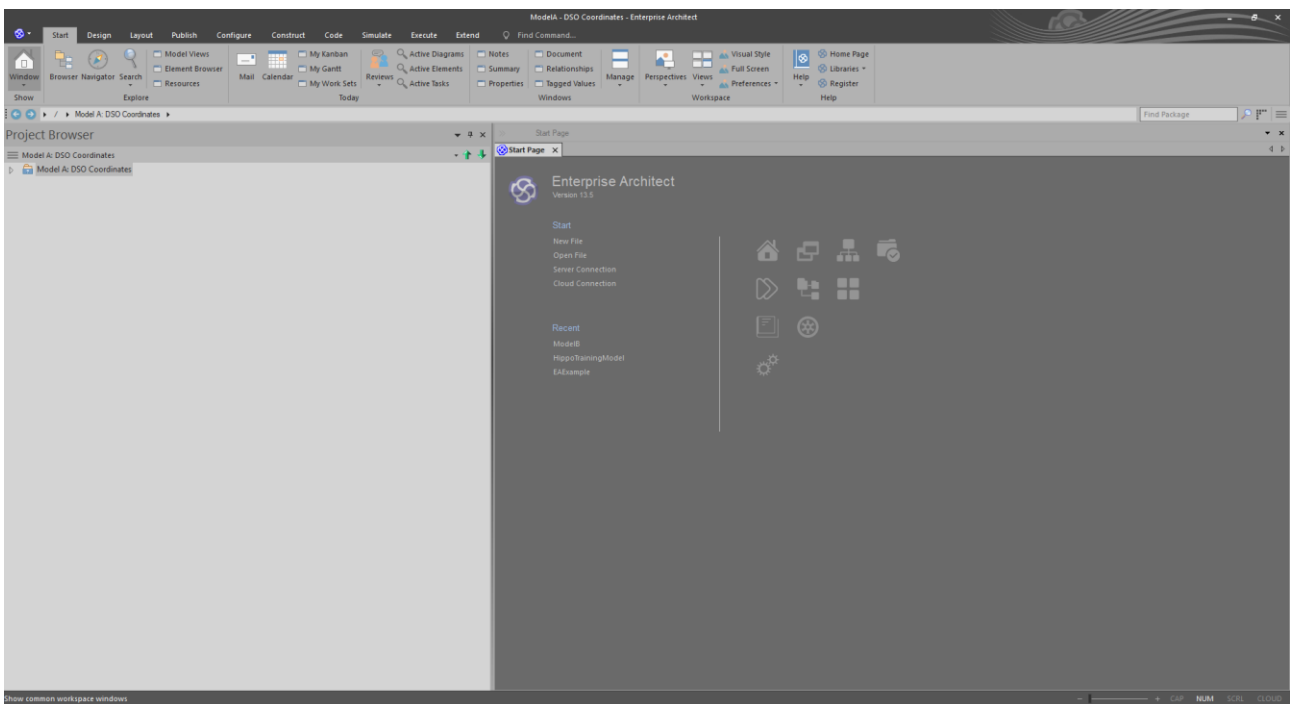 ModelA - DSO Coordinates - Enterprise Architect
Start Design Layout Publish Configure Construct Code Simulate Execute Extend Find Command...
Model Views My Kanban Active Diagrams Notes Document Visual Style Home Page
Element Browser My Gantt Active Elements Summary Relationships Full Screen Libraries
Window Browser Navigator Search Resources Mail Calendar My Work Sets Reviews Active Tasks Properties Tagged Values Manage Perspectives Views Preferences Help Register
Show Explore Today Windows Workspace Help
/ Model A: DSO Coordinates Find Package
Project Browser
Model A: DSO Coordinates
Model A: DSO Coordinates
Start Page
Start Page
Enterprise Architect
Version 13.5
Start
New File
Open File
Server Connection
Cloud Connection
Recent
ModelB
HippoTrainingModel
EAExample
Show common workspace windows CAP NUM SCRL CLOUD